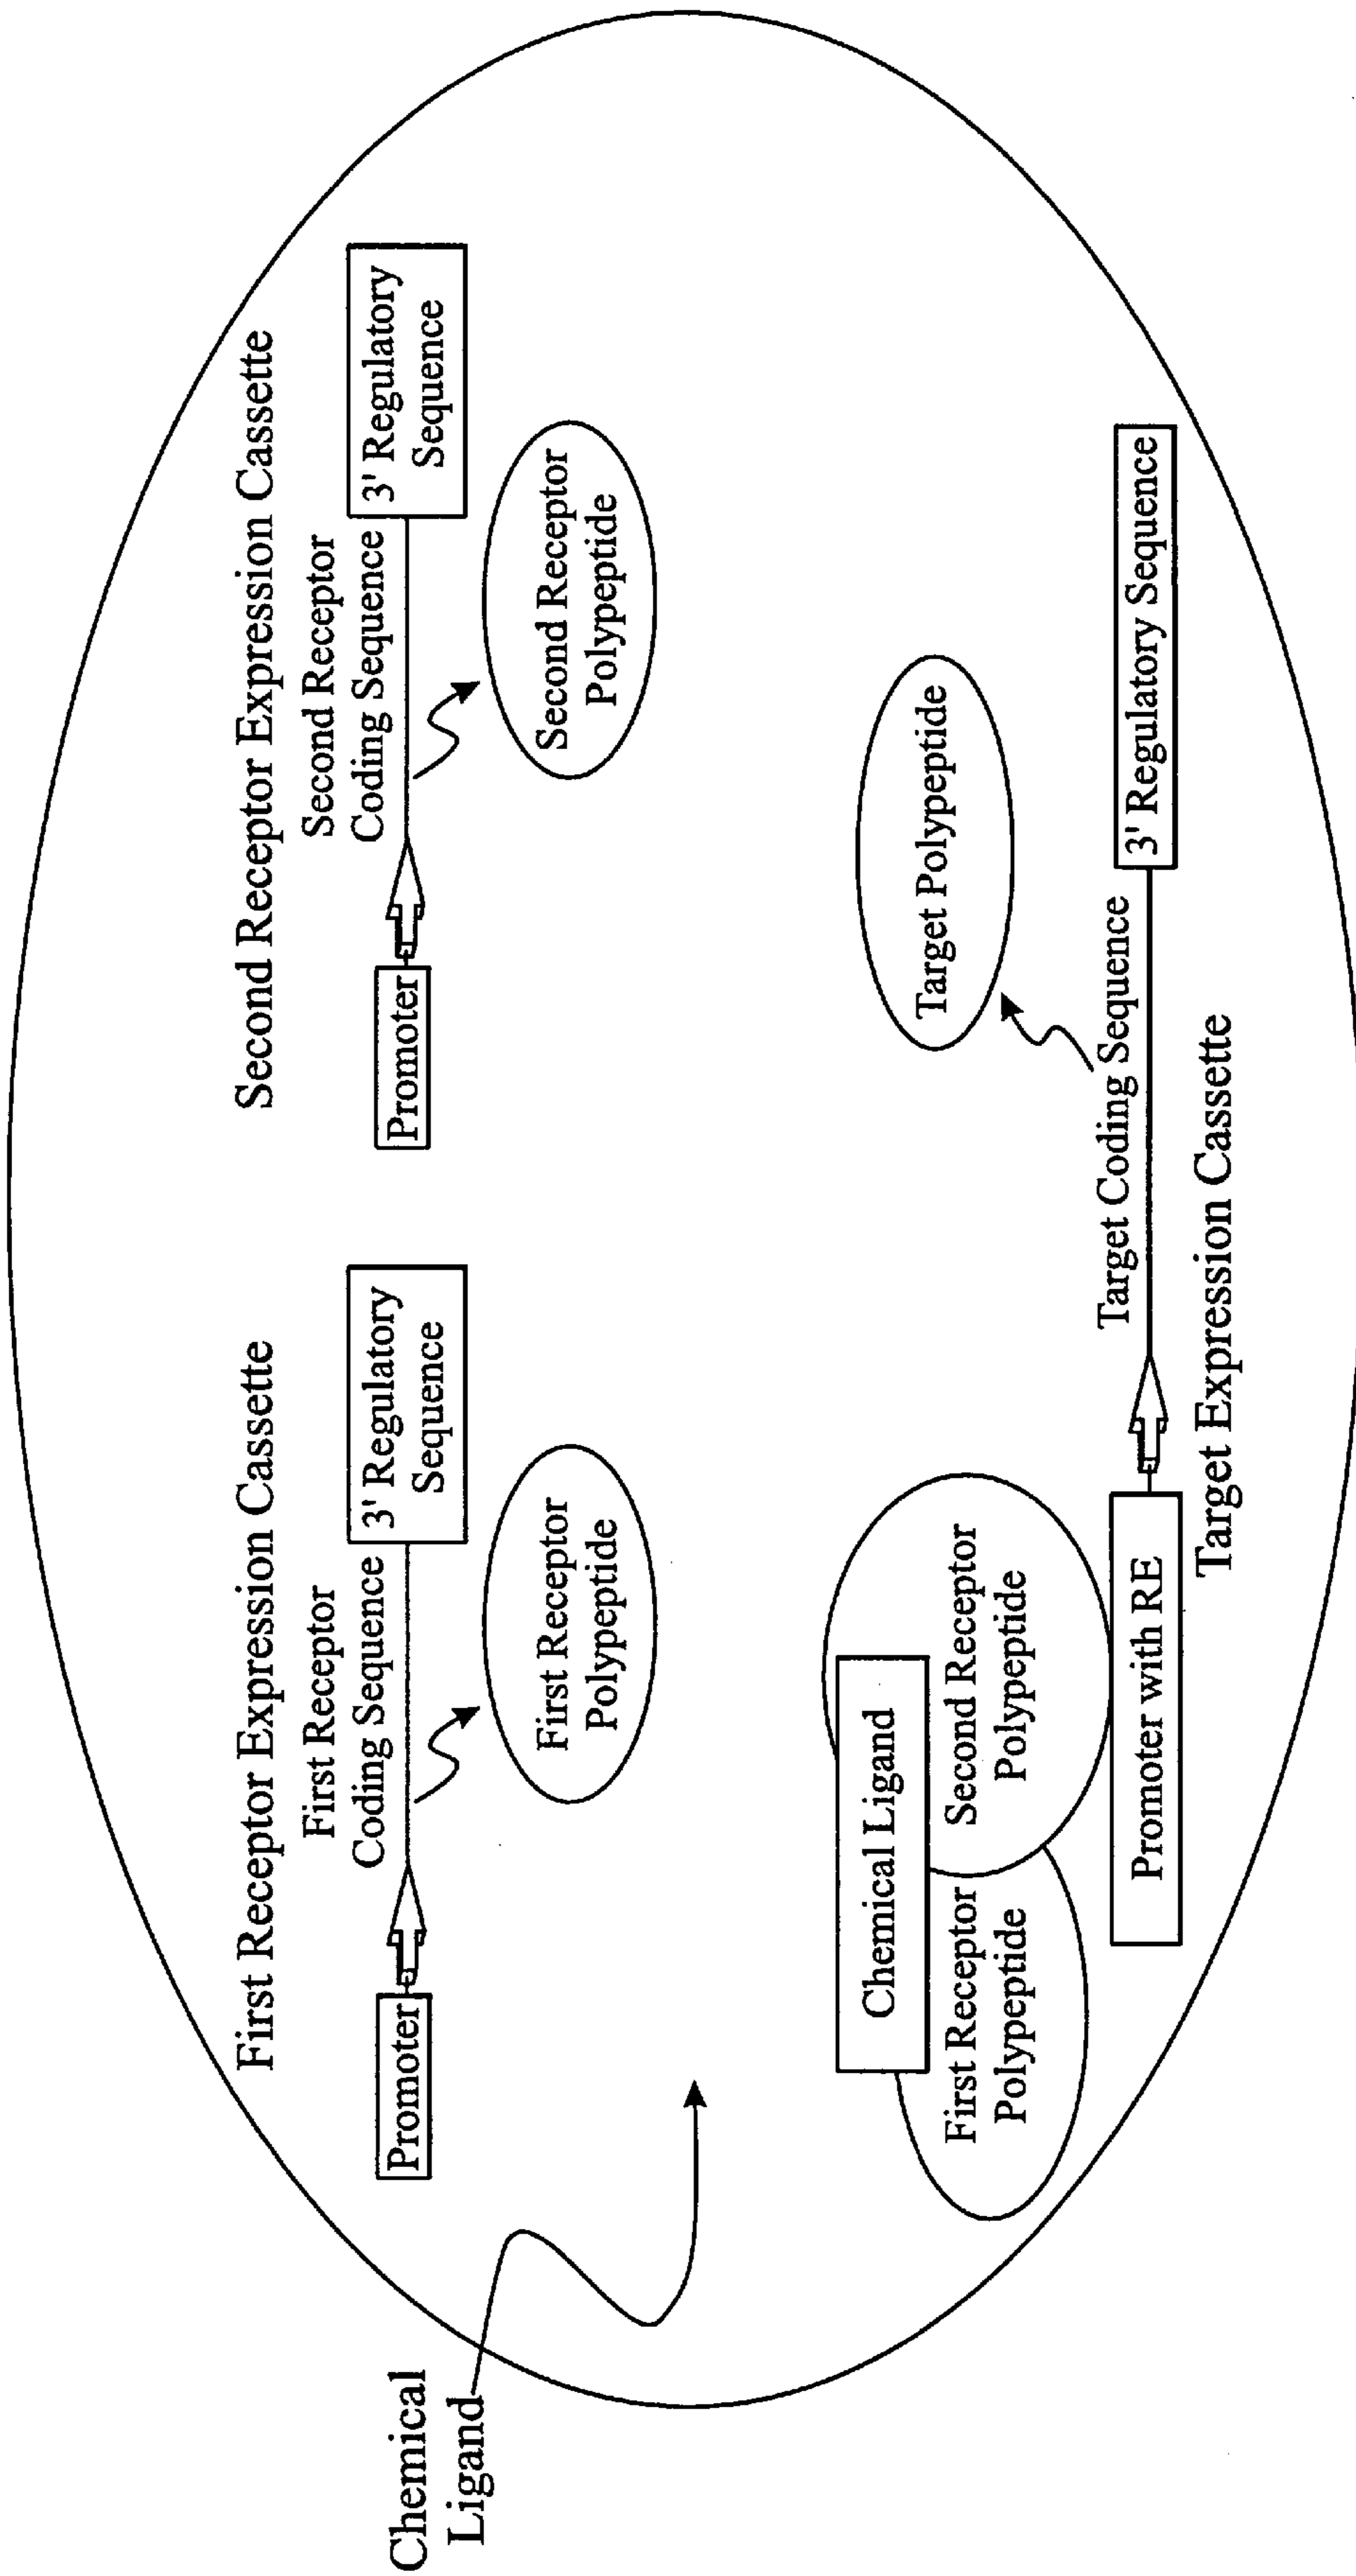 Chemical
Ligand
First Receptor Expression Cassette
First Receptor
Coding Sequence
Promoter
3' Regulatory
Sequence
First Receptor
Polypeptide
Second Receptor Expression Cassette
Second Receptor
Coding Sequence
Promoter
3' Regulatory
Sequence
Second Receptor
Polypeptide
Chemical Ligand
First Receptor
Polypeptide
Second Receptor
Polypeptide
Promoter with RE
Target Polypeptide
Target Coding Sequence
3' Regulatory Sequence
Target Expression Cassette